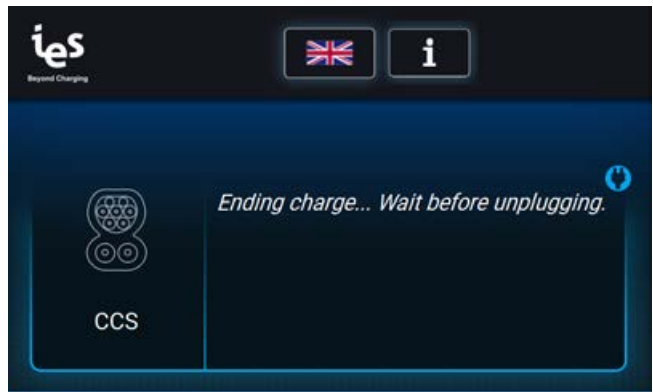 ies
Beyond Charging
i
Ending charge... Wait before unplugging.
CCS